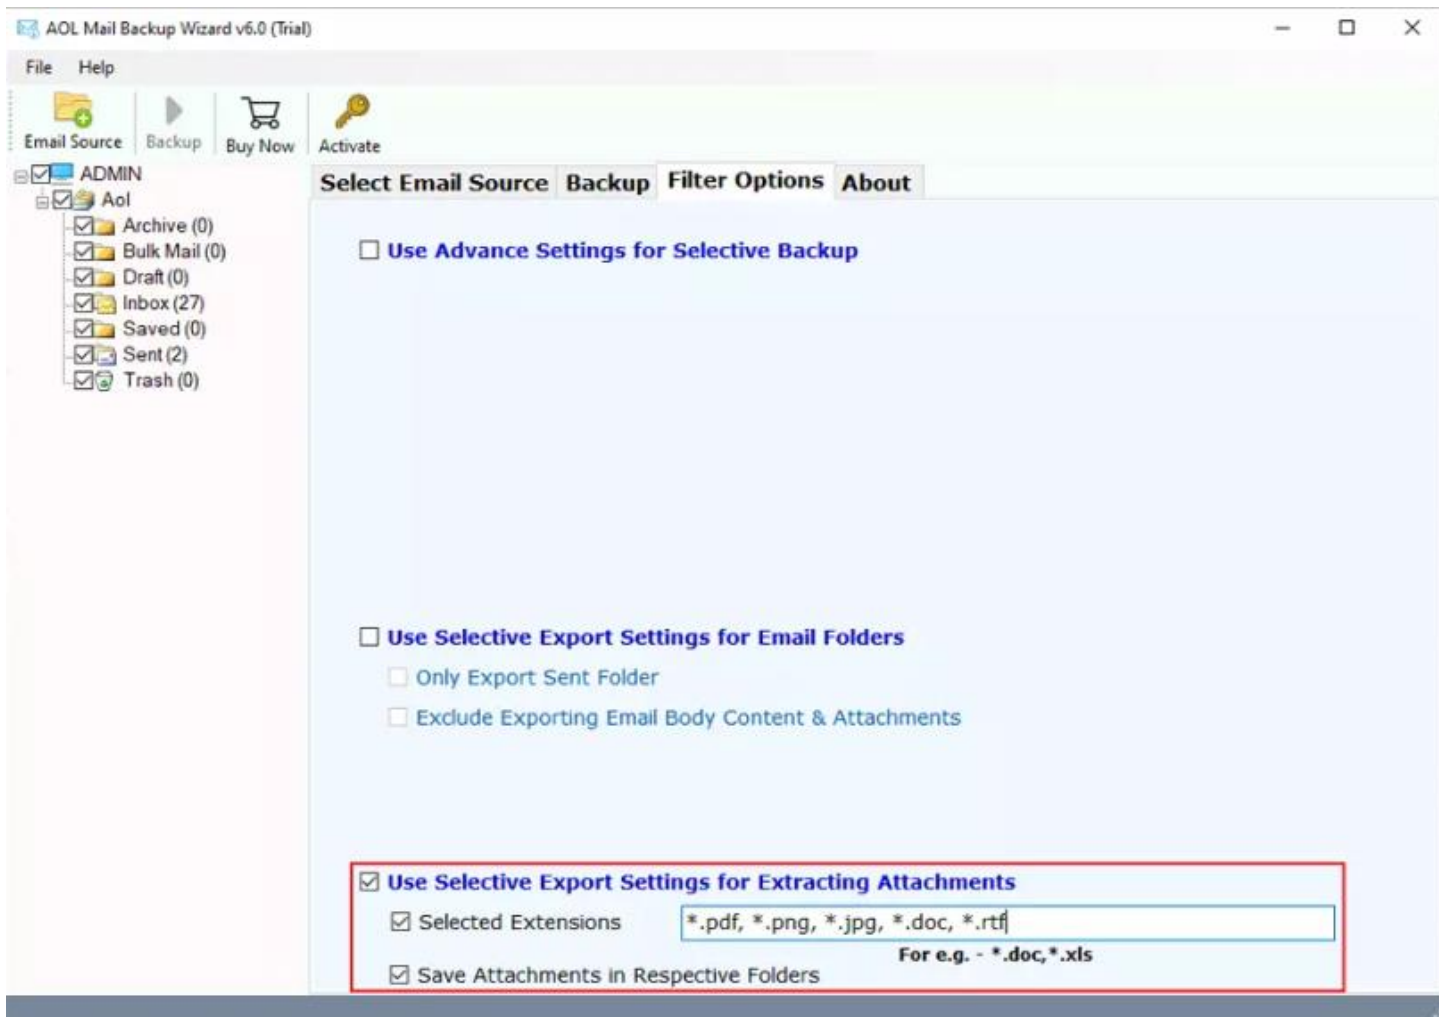 AOL Mail Backup Wizard v6.0 (Trial)
File Help
Email Source Backup Buy Now Activate
ADMIN
Aol
Archive (0)
Bulk Mail (0)
Draft (0)
Inbox (27)
Saved (0)
Sent (2)
Trash (0)
Select Email Source Backup Filter Options About
Use Advance Settings for Selective Backup
Use Selective Export Settings for Email Folders
Only Export Sent Folder
Exclude Exporting Email Body Content & Attachments
Use Selective Export Settings for Extracting Attachments
Selected Extensions *.pdf, *.png, *.jpg, *.doc, *.rtf
For e.g. - *.doc,*.xls
Save Attachments in Respective Folders